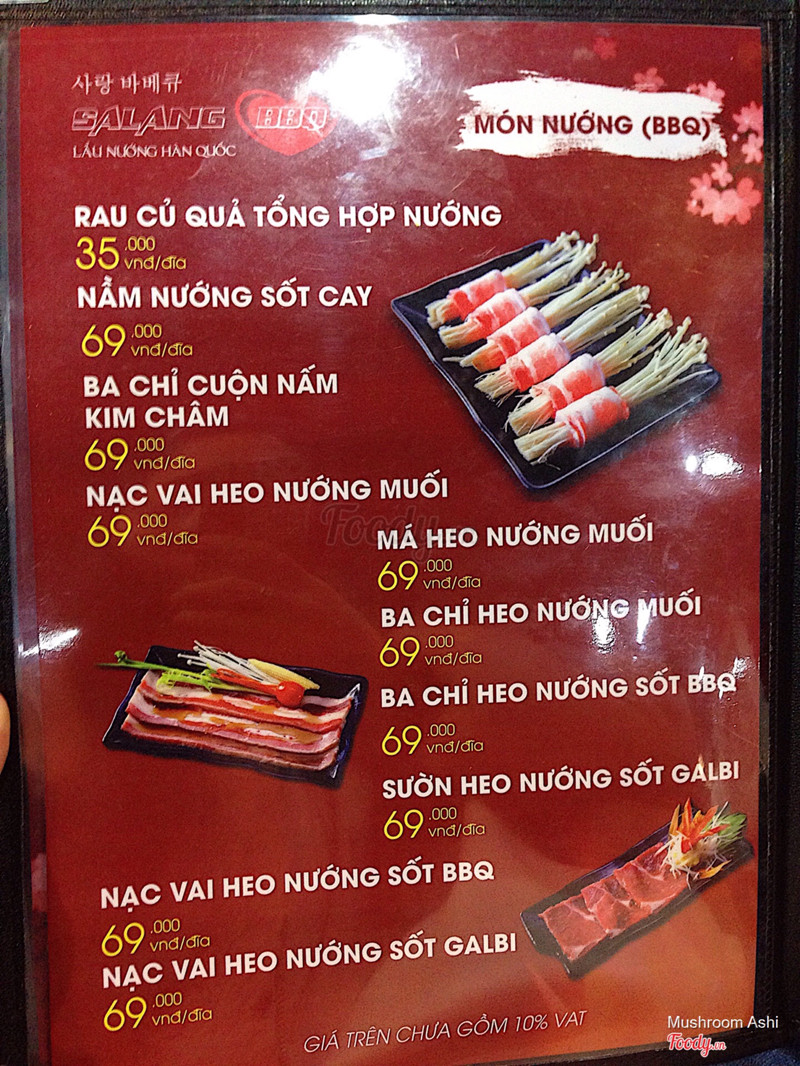 사랑 바베큐
SALANG BBQ
LẨU NƯỚNG HÀN QUỐC
MÓN NƯỚNG (BBQ)
RAU CỦ QUẢ TỔNG HỢP NƯỚNG
35.000 vnđ/đĩa
NẦM NƯỚNG SỐT CAY
69.000 vnđ/đĩa
BA CHỈ CUỘN NẤM
KIM CHÂM
69.000 vnđ/đĩa
NẠC VAI HEO NƯỚNG MUỐI
69.000 vnđ/đĩa
Foody
MÁ HEO NƯỚNG MUỐI
69.000 vnđ/đĩa
BA CHỈ HEO NƯỚNG MUỐI
69.000 vnđ/đĩa
BA CHỈ HEO NƯỚNG SỐT BBQ
69.000 vnđ/đĩa
SƯỜN HEO NƯỚNG SỐT GALBI
69.000 vnđ/đĩa
NẠC VAI HEO NƯỚNG SỐT BBQ
69.000 vnđ/đĩa
NẠC VAI HEO NƯỚNG SỐT GALBI
69.000 vnđ/đĩa
GIÁ TRÊN CHƯA GỒM 10% VAT
Mushroom Ashi
Foody.vn